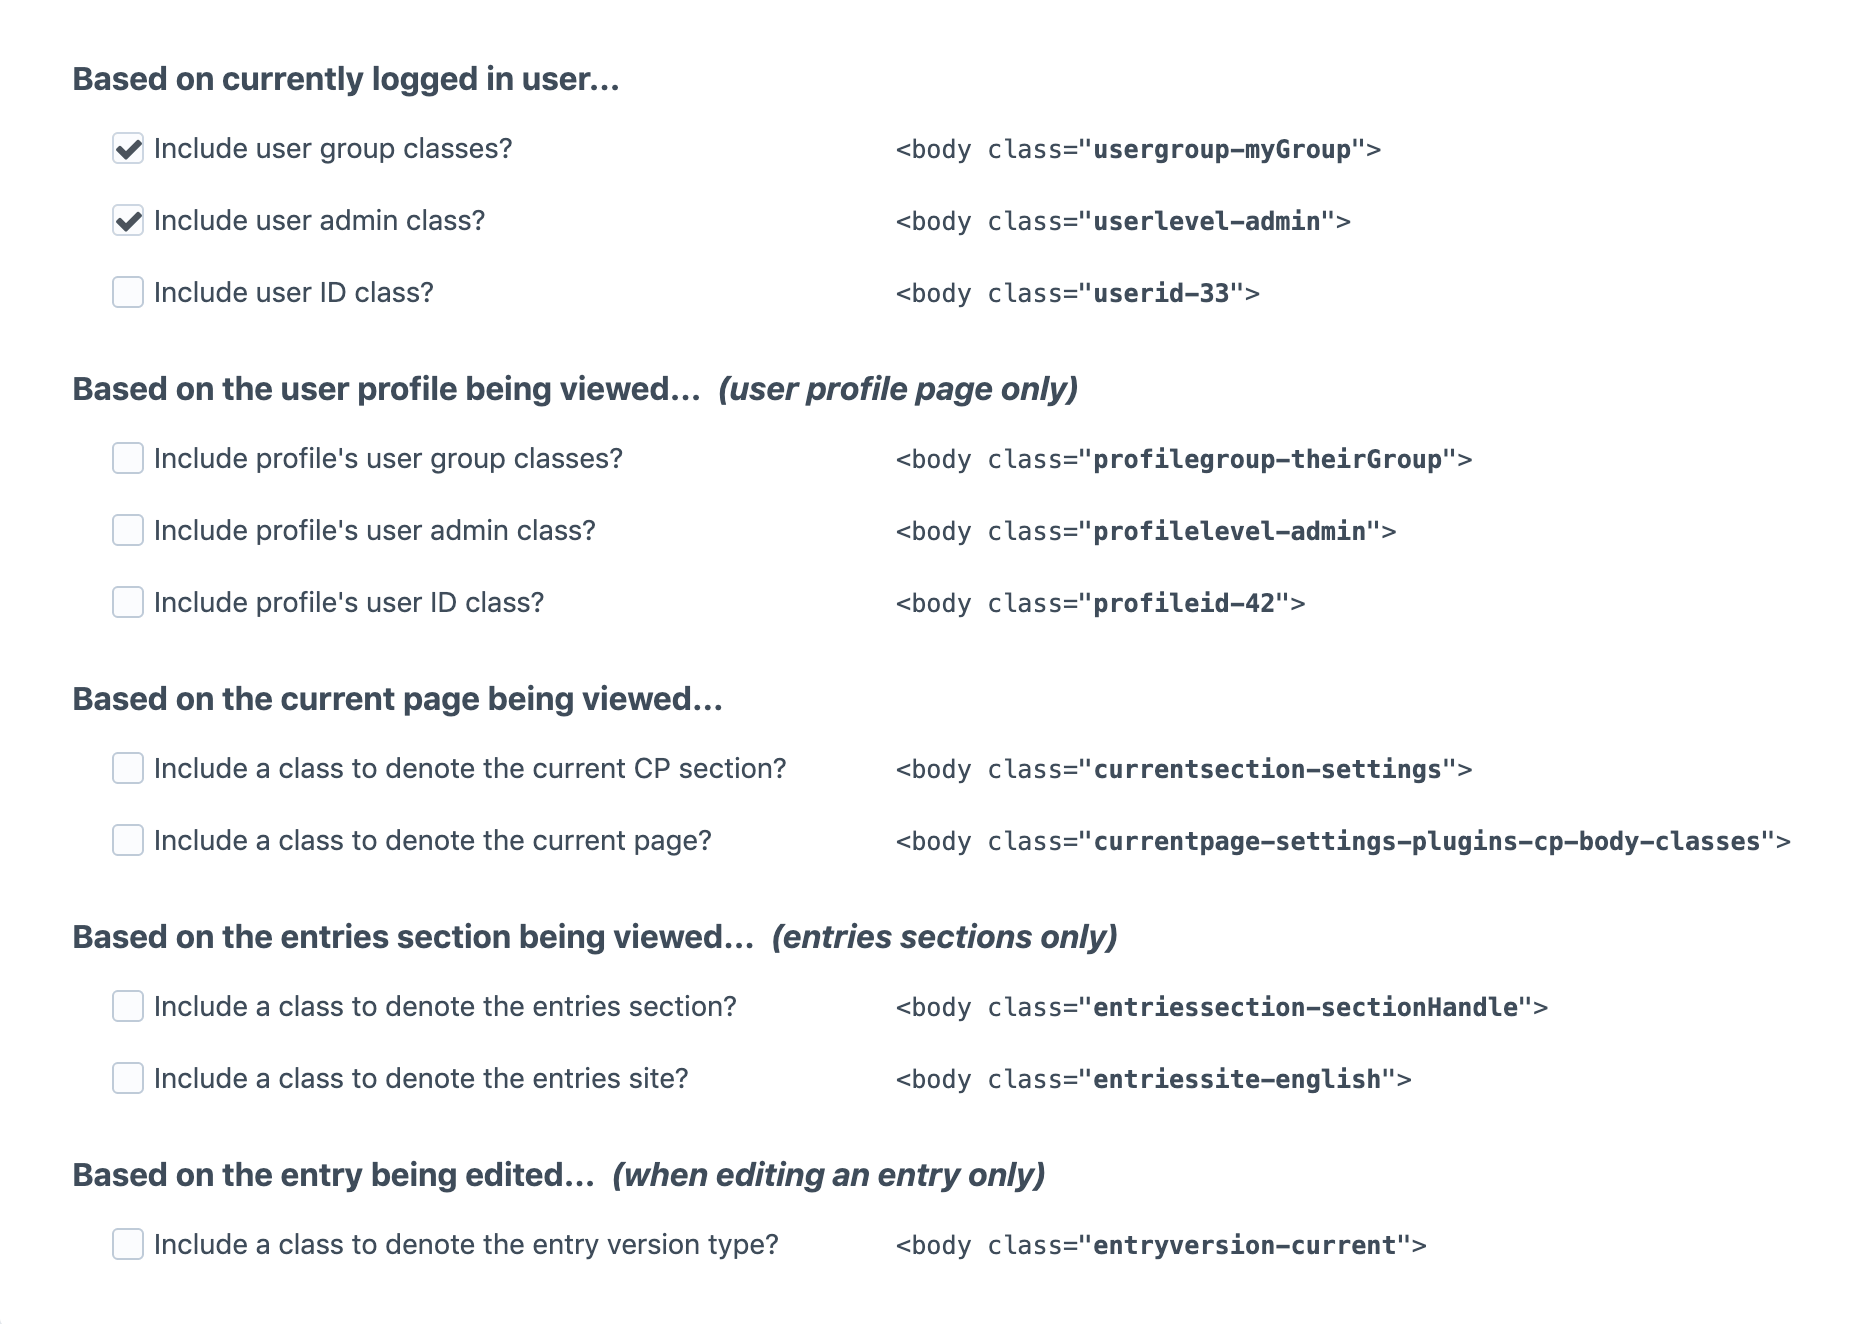 Based on currently logged in user...
Include user group classes? <body class="usergroup-myGroup">
Include user admin class? <body class="userlevel-admin">
Include user ID class? <body class="userid-33">
Based on the user profile being viewed... (user profile page only)
Include profile's user group classes? <body class="profilegroup-theirGroup">
Include profile's user admin class? <body class="profilelevel-admin">
Include profile's user ID class? <body class="profileid-42">
Based on the current page being viewed...
Include a class to denote the current CP section? <body class="currentsection-settings">
Include a class to denote the current page? <body class="currentpage-settings-plugins-cp-body-classes">
Based on the entries section being viewed... (entries sections only)
Include a class to denote the entries section? <body class="entriessection-sectionHandle">
Include a class to denote the entries site? <body class="entriessite-english">
Based on the entry being edited... (when editing an entry only)
Include a class to denote the entry version type? <body class="entryversion-current">